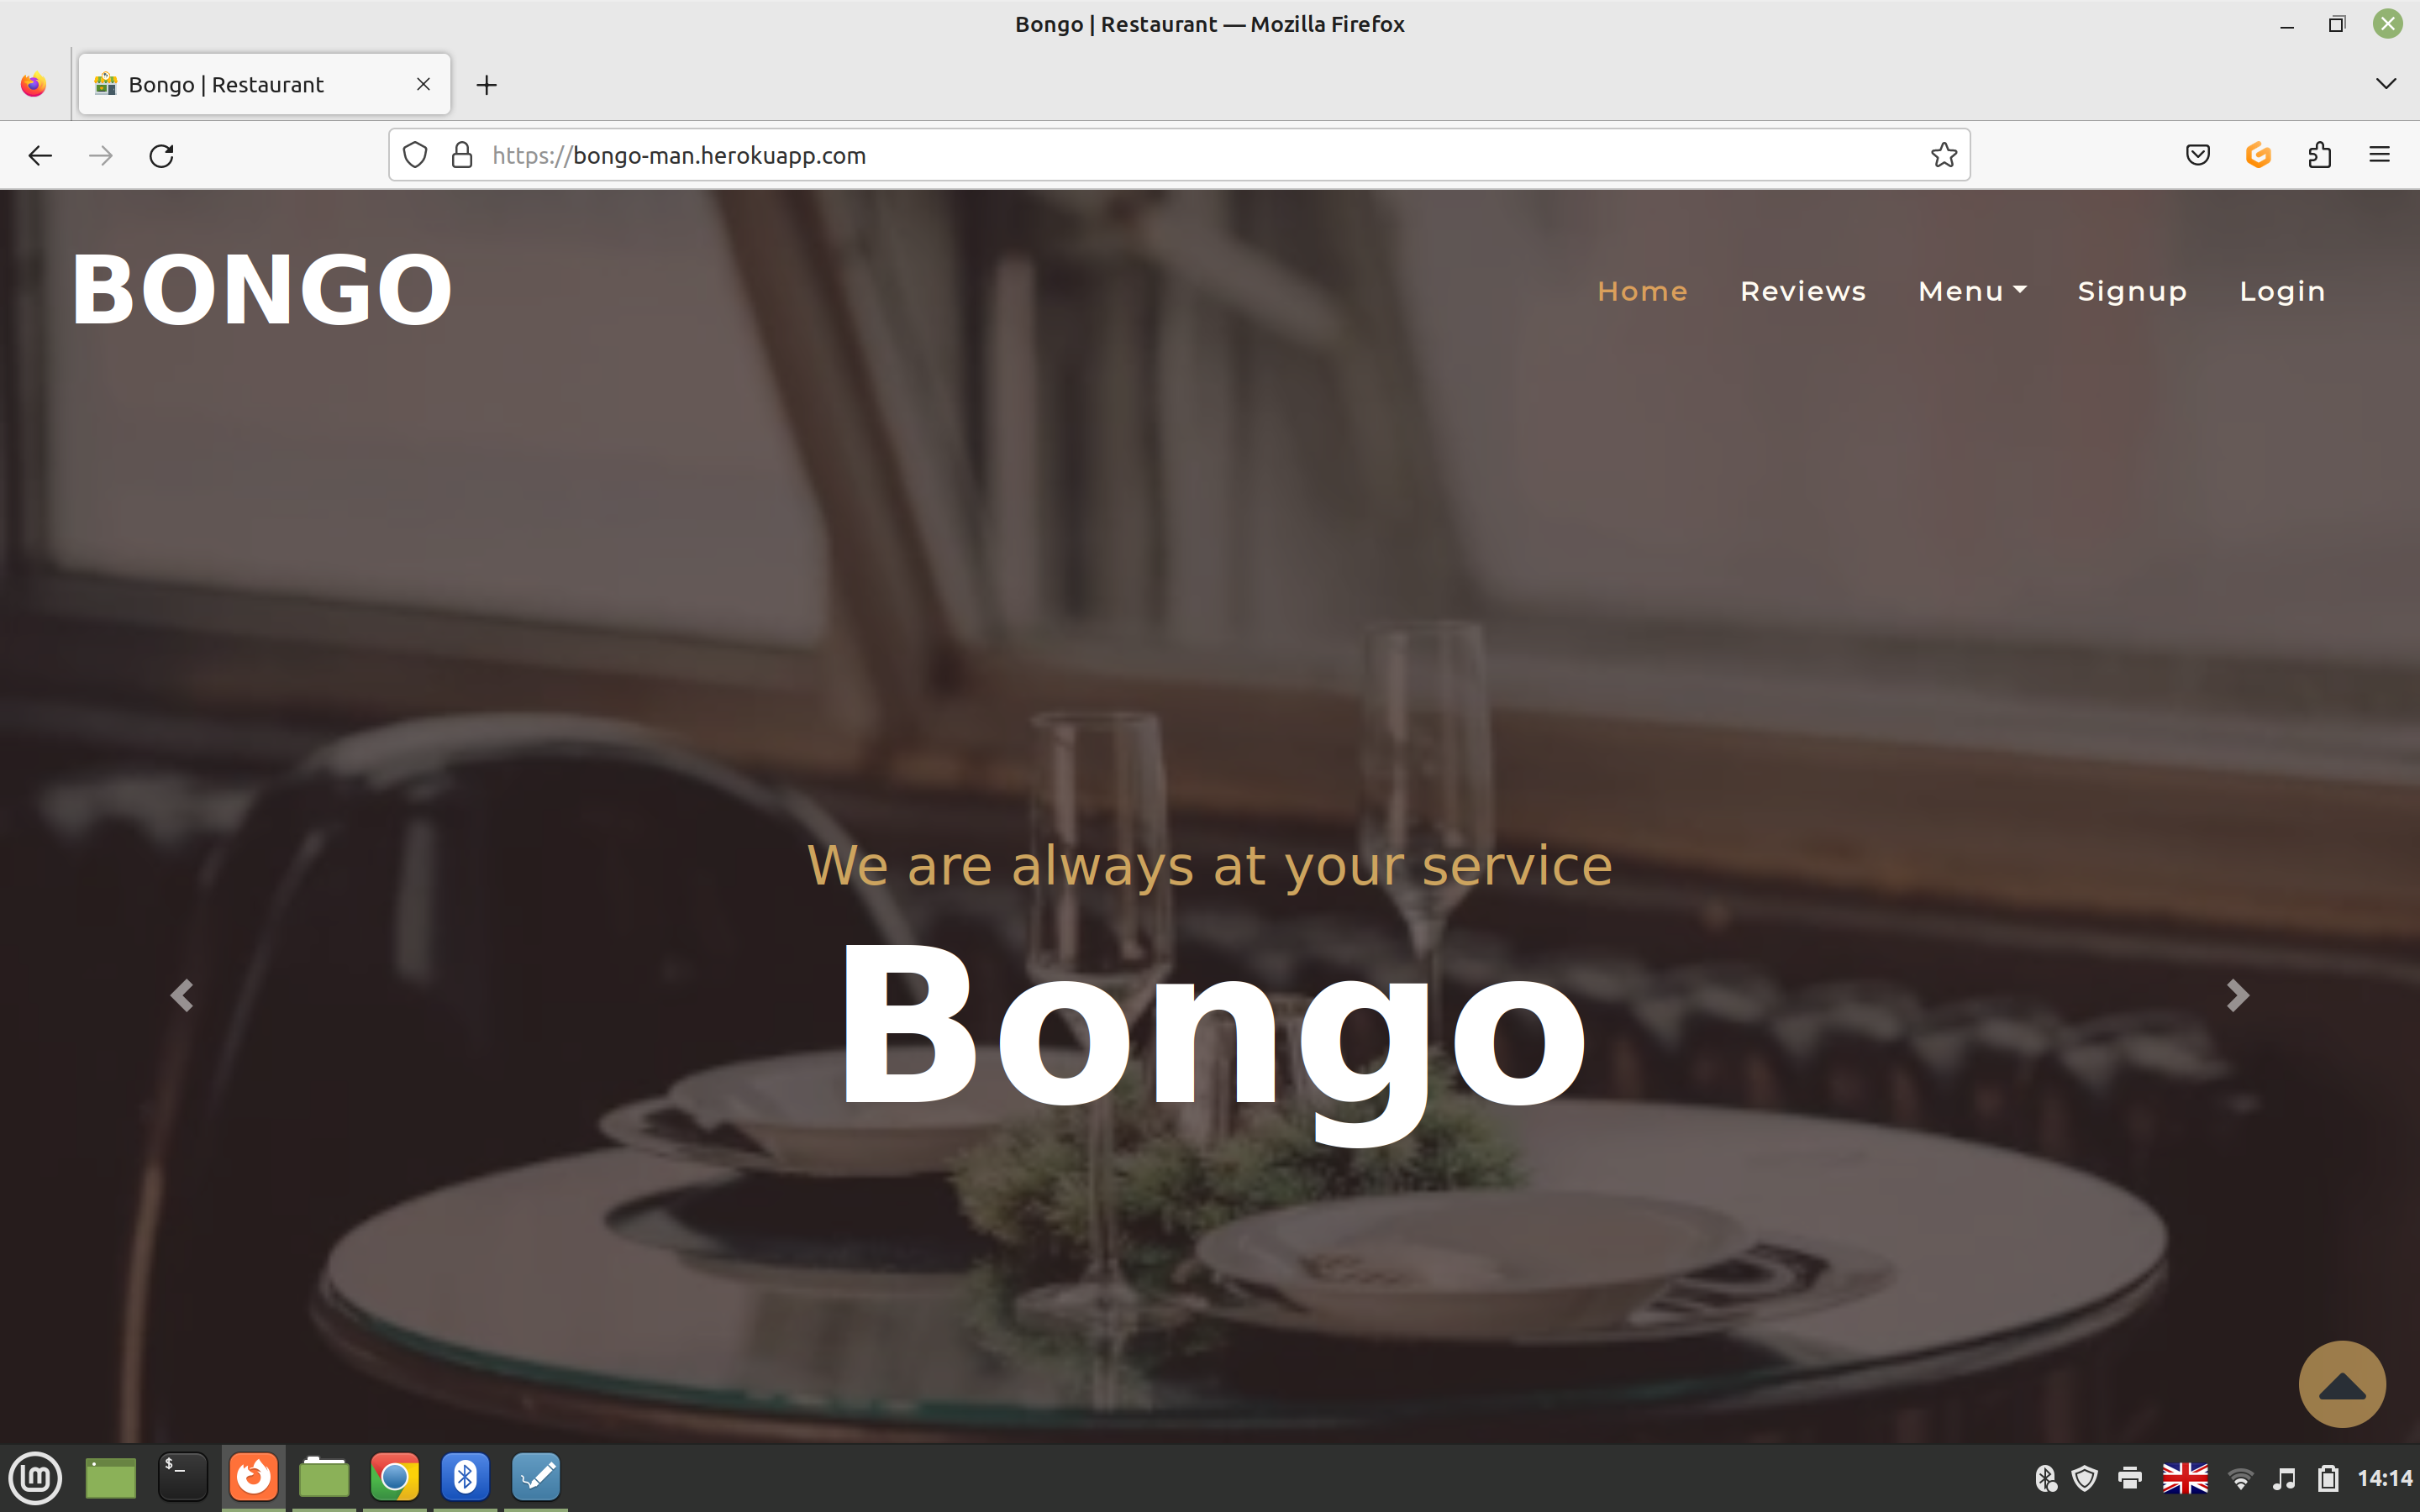 Bongo | Restaurant — Mozilla Firefox
Bongo | Restaurant
https://bongo-man.herokuapp.com
BONGO
Home Reviews Menu Signup Login
We are always at your service
Bongo
$_
lm
14:14